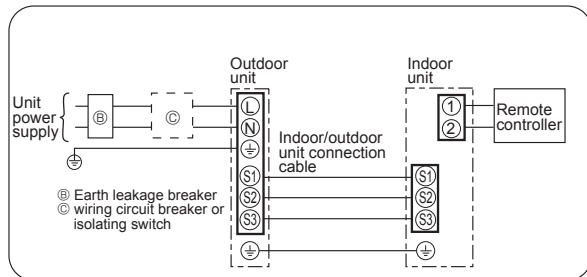 Outdoor
unit
Indoor
unit
Unit
power
supply
Ⓑ
Ⓒ
L
N
⏚
1
2
Remote
controller
Indoor/outdoor
unit connection
cable
S1
S2
S3
S1
S2
S3
Ⓑ Earth leakage breaker
Ⓒ wiring circuit breaker or
isolating switch